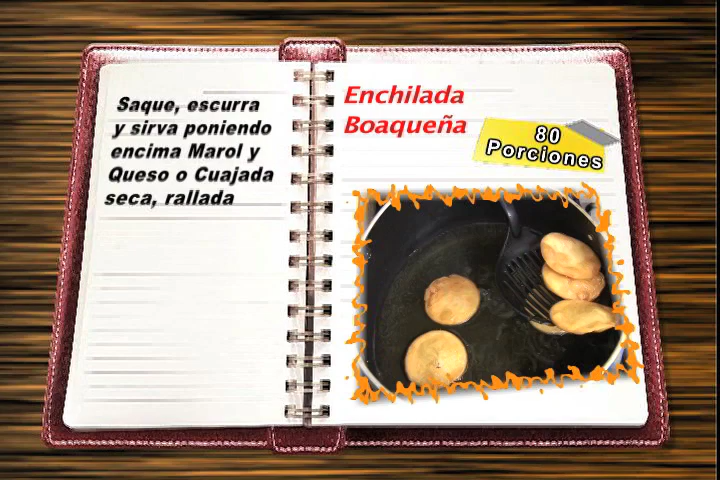 Saque, escurra
y sirva poniendo
encima Marol y
Queso o Cuajada
seca, rallada
Enchilada
Boaqueña
80
Porciones